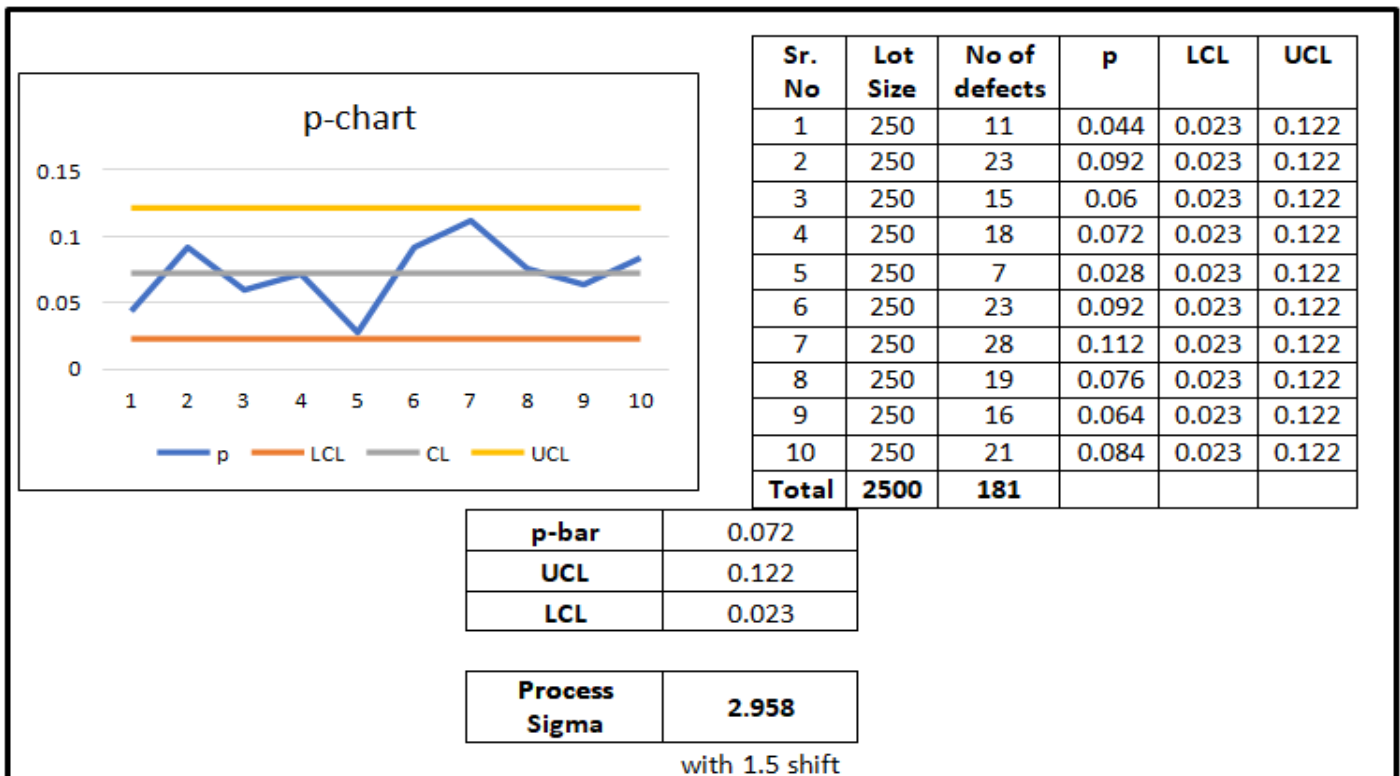 p-chart
0.15
0.1
0.05
0
1 2 3 4 5 6 7 8 9 10
p LCL CL UCL
Sr. No Lot Size No of defects p LCL UCL
1 250 11 0.044 0.023 0.122
2 250 23 0.092 0.023 0.122
3 250 15 0.06 0.023 0.122
4 250 18 0.072 0.023 0.122
5 250 7 0.028 0.023 0.122
6 250 23 0.092 0.023 0.122
7 250 28 0.112 0.023 0.122
8 250 19 0.076 0.023 0.122
9 250 16 0.064 0.023 0.122
10 250 21 0.084 0.023 0.122
Total 2500 181
p-bar 0.072
UCL 0.122
LCL 0.023
Process Sigma 2.958
with 1.5 shift